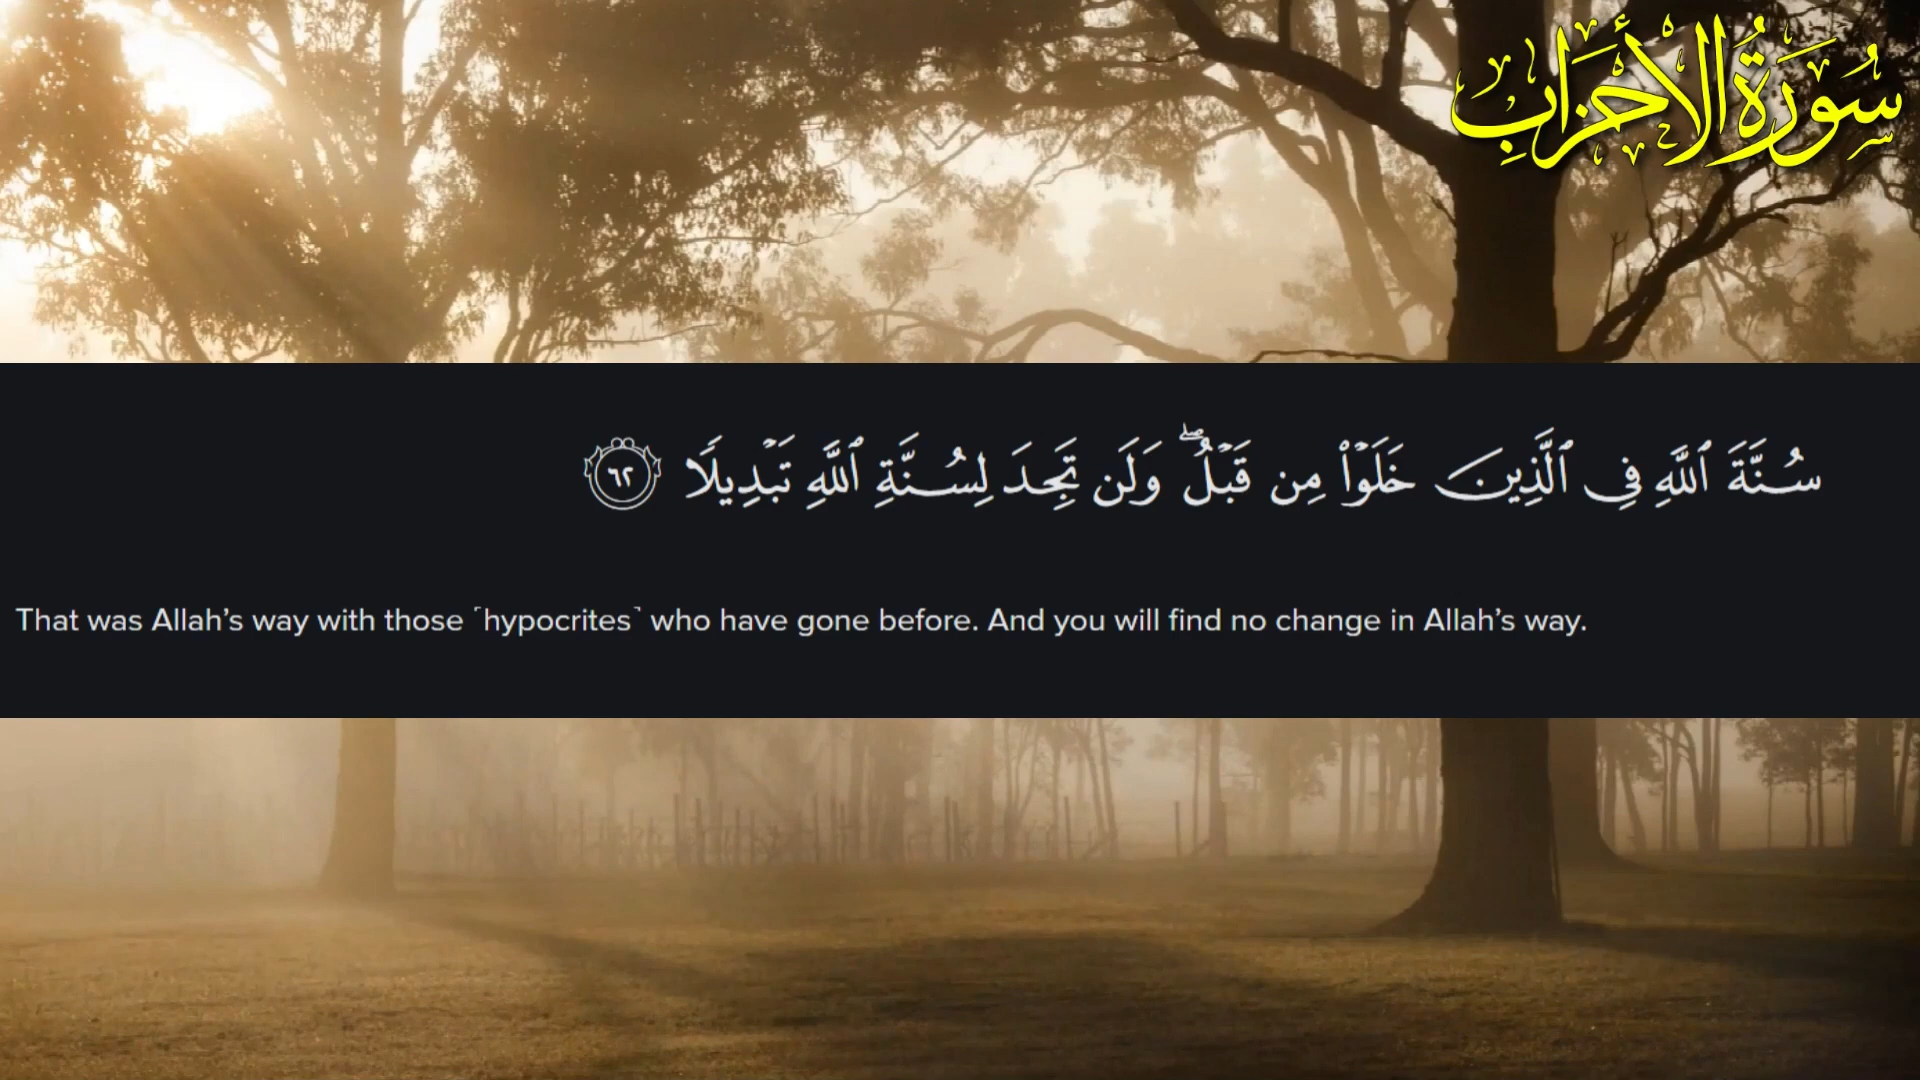 سُورَةُ الأَحْزَابِ
سُنَّةَ ٱللَّهِ فِى ٱلَّذِينَ خَلَوْا۟ مِن قَبْلُ ۖ وَلَن تَجِدَ لِسُنَّةِ ٱللَّهِ تَبْدِيلًا ٦٢
That was Allah’s way with those ˹hypocrites˺ who have gone before. And you will find no change in Allah’s way.